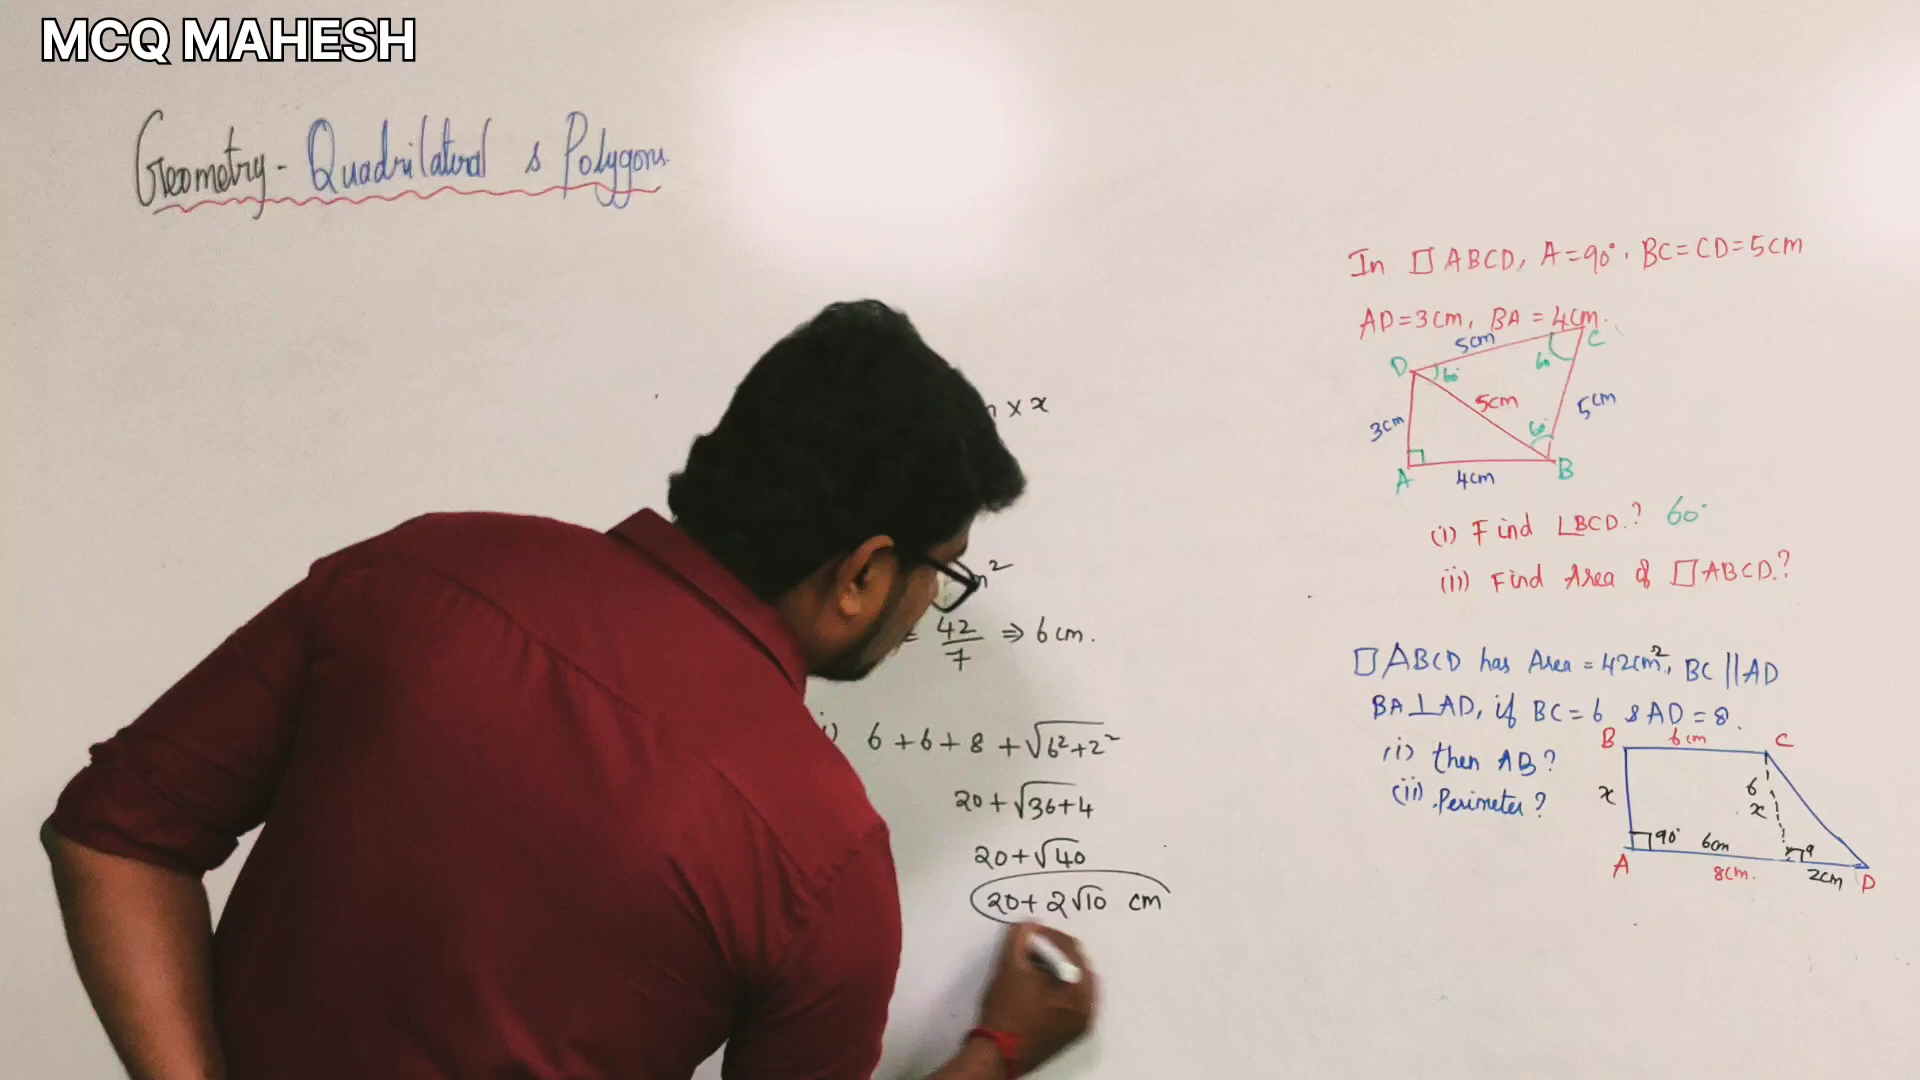 MCQ MAHESH
Geometry - Quadrilateral & Polygons.
x x
m²
= 42/7 ⇒ 6cm.
i) 6+6+8+√6²+2²
20+√36+4
20+√40
20+2√10 cm
In □ABCD, A=90°. BC=CD=5cm
AD=3cm, BA=4cm.
5cm
C
D
60°
60
5cm
5cm
3cm
60°
A
4cm
B
(i) Find ∠BCD.? 60°
(ii) Find Area of □ABCD.?
□ABCD has Area = 42cm², BC || AD
BA⊥AD, if BC=6 & AD=8.
(i) then AB?
(ii) Perimeter?
B
6cm
C
x
6
x
90°
6cm
A
8cm.
2cm
D